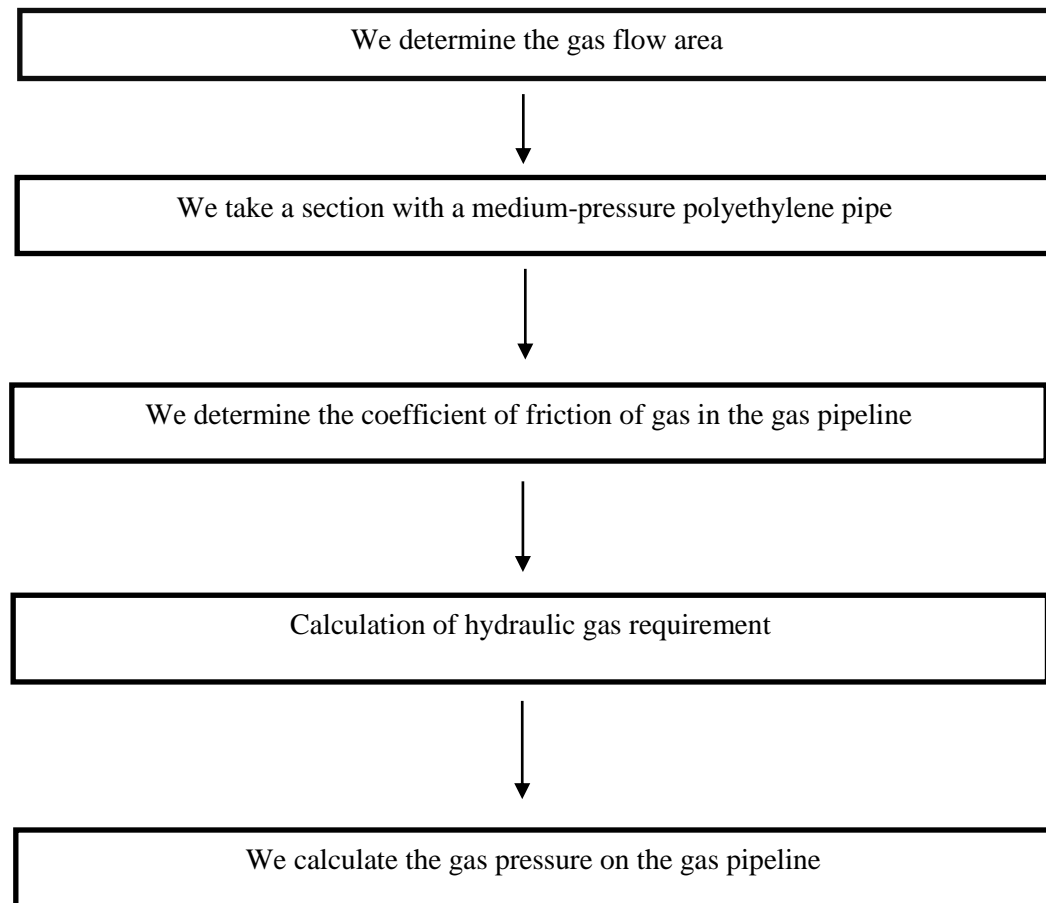 We determine the gas flow area
We take a section with a medium-pressure polyethylene pipe
We determine the coefficient of friction of gas in the gas pipeline
Calculation of hydraulic gas requirement
We calculate the gas pressure on the gas pipeline